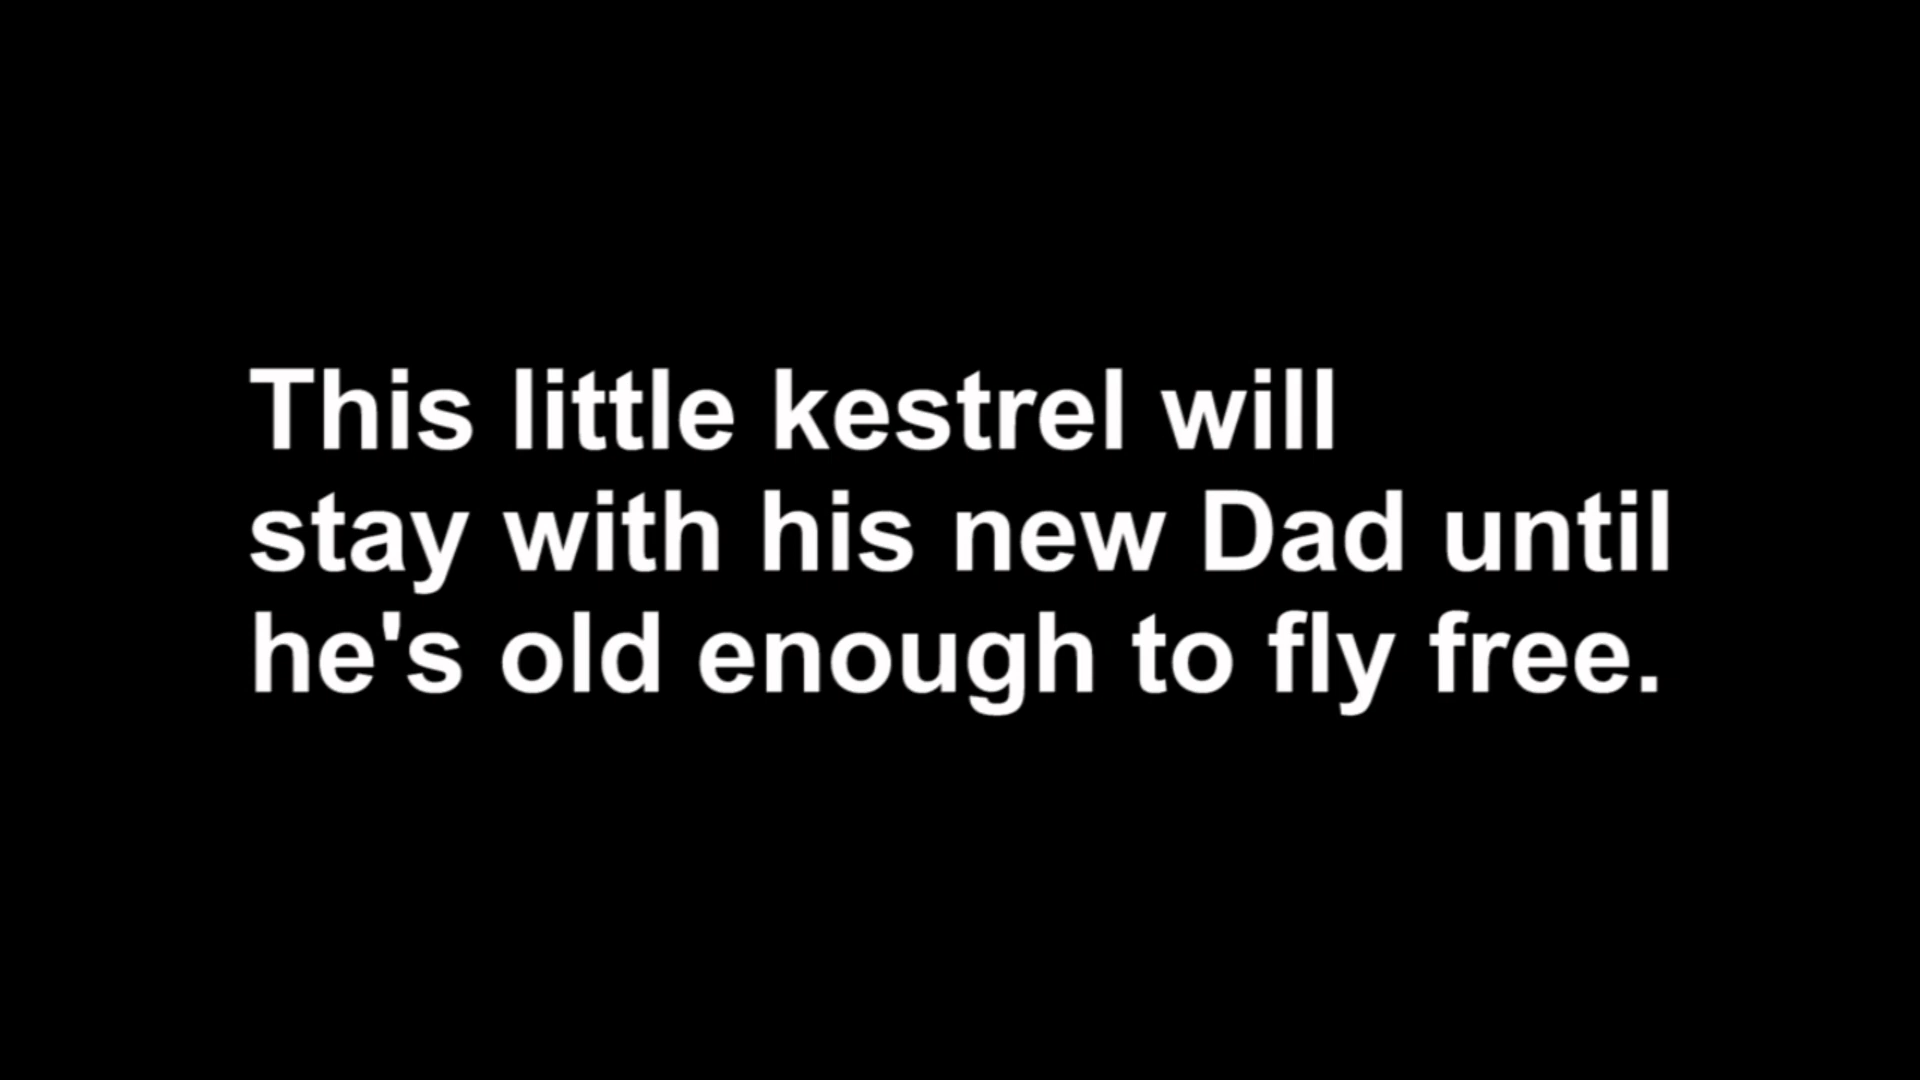 This little kestrel will
stay with his new Dad until
he's old enough to fly free.